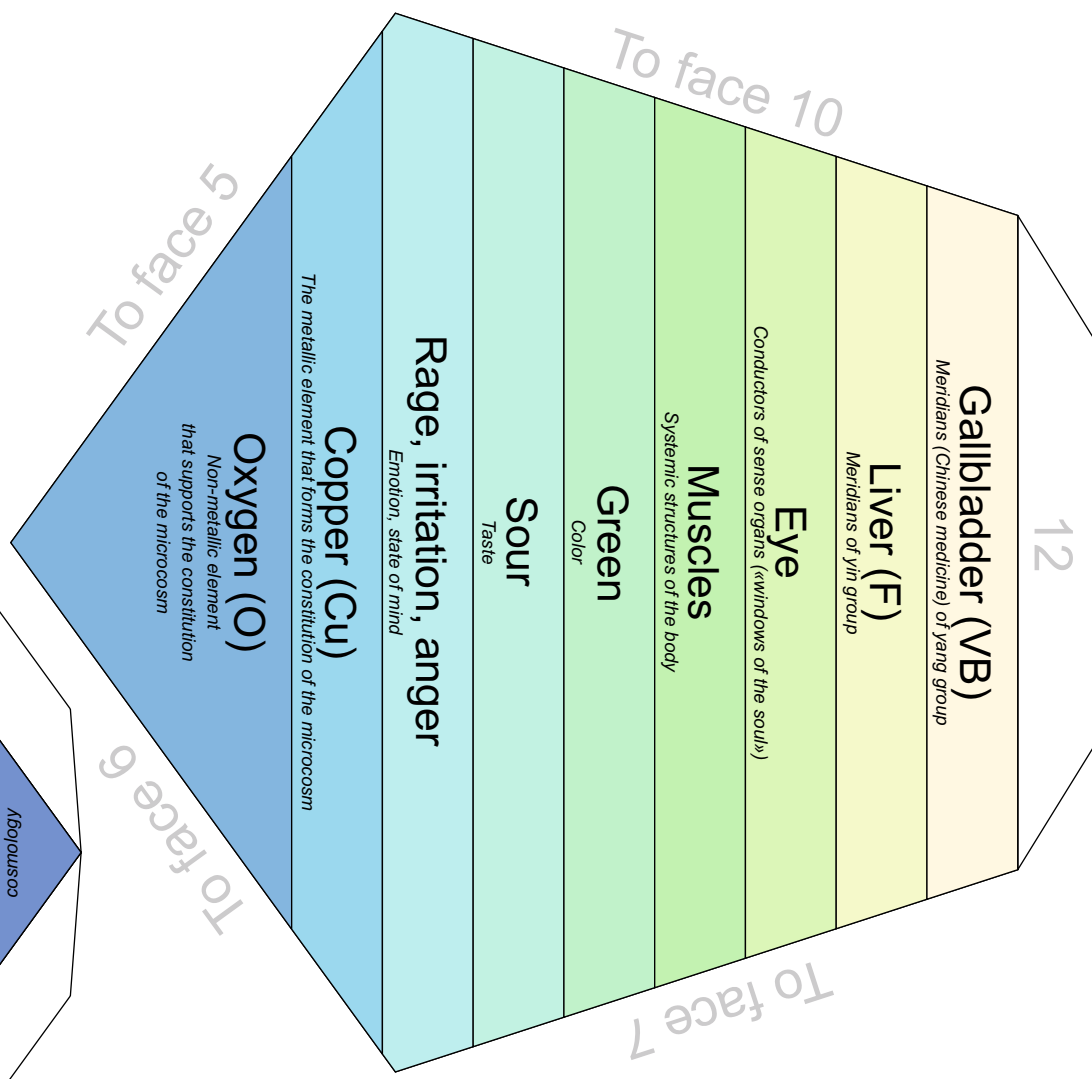 To face 10
To face 5
12
Gallbladder (VB)
Meridians (Chinese medicine) of yang group
Liver (F)
Meridians of yin group
Eye
Conductors of sense organs («windows of the soul»)
Muscles
Systemic structures of the body
Green
Color
Sour
Taste
Rage, irritation, anger
Emotion, state of mind
Copper (Cu)
The metallic element that forms the constitution of the microcosm
Oxygen (O)
Non-metallic element
that supports the constitution
of the microcosm
To face 6
To face 7
cosmology